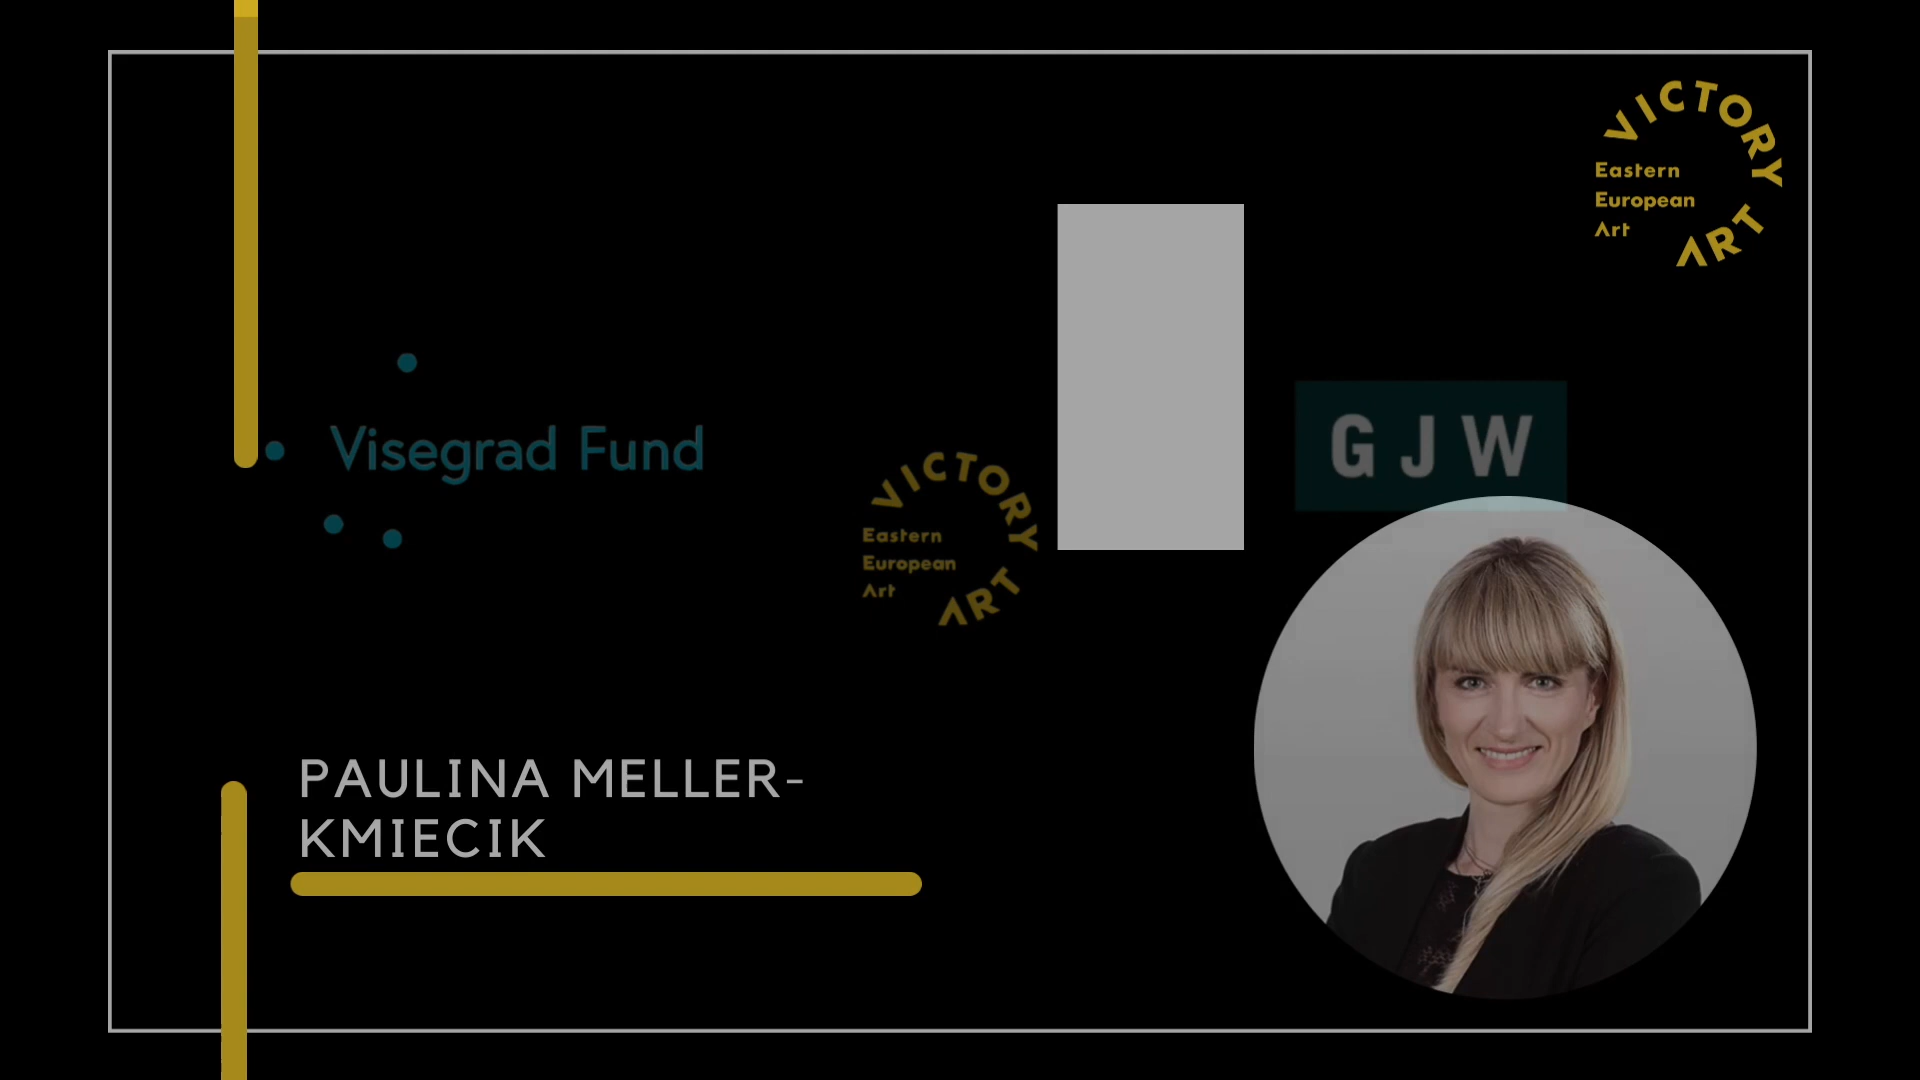 VICTORY
Eastern
European
Art
ART
Visegrad Fund
GJW
VICTORY
Eastern
European
Art
ART
PAULINA MELLER-
KMIECIK